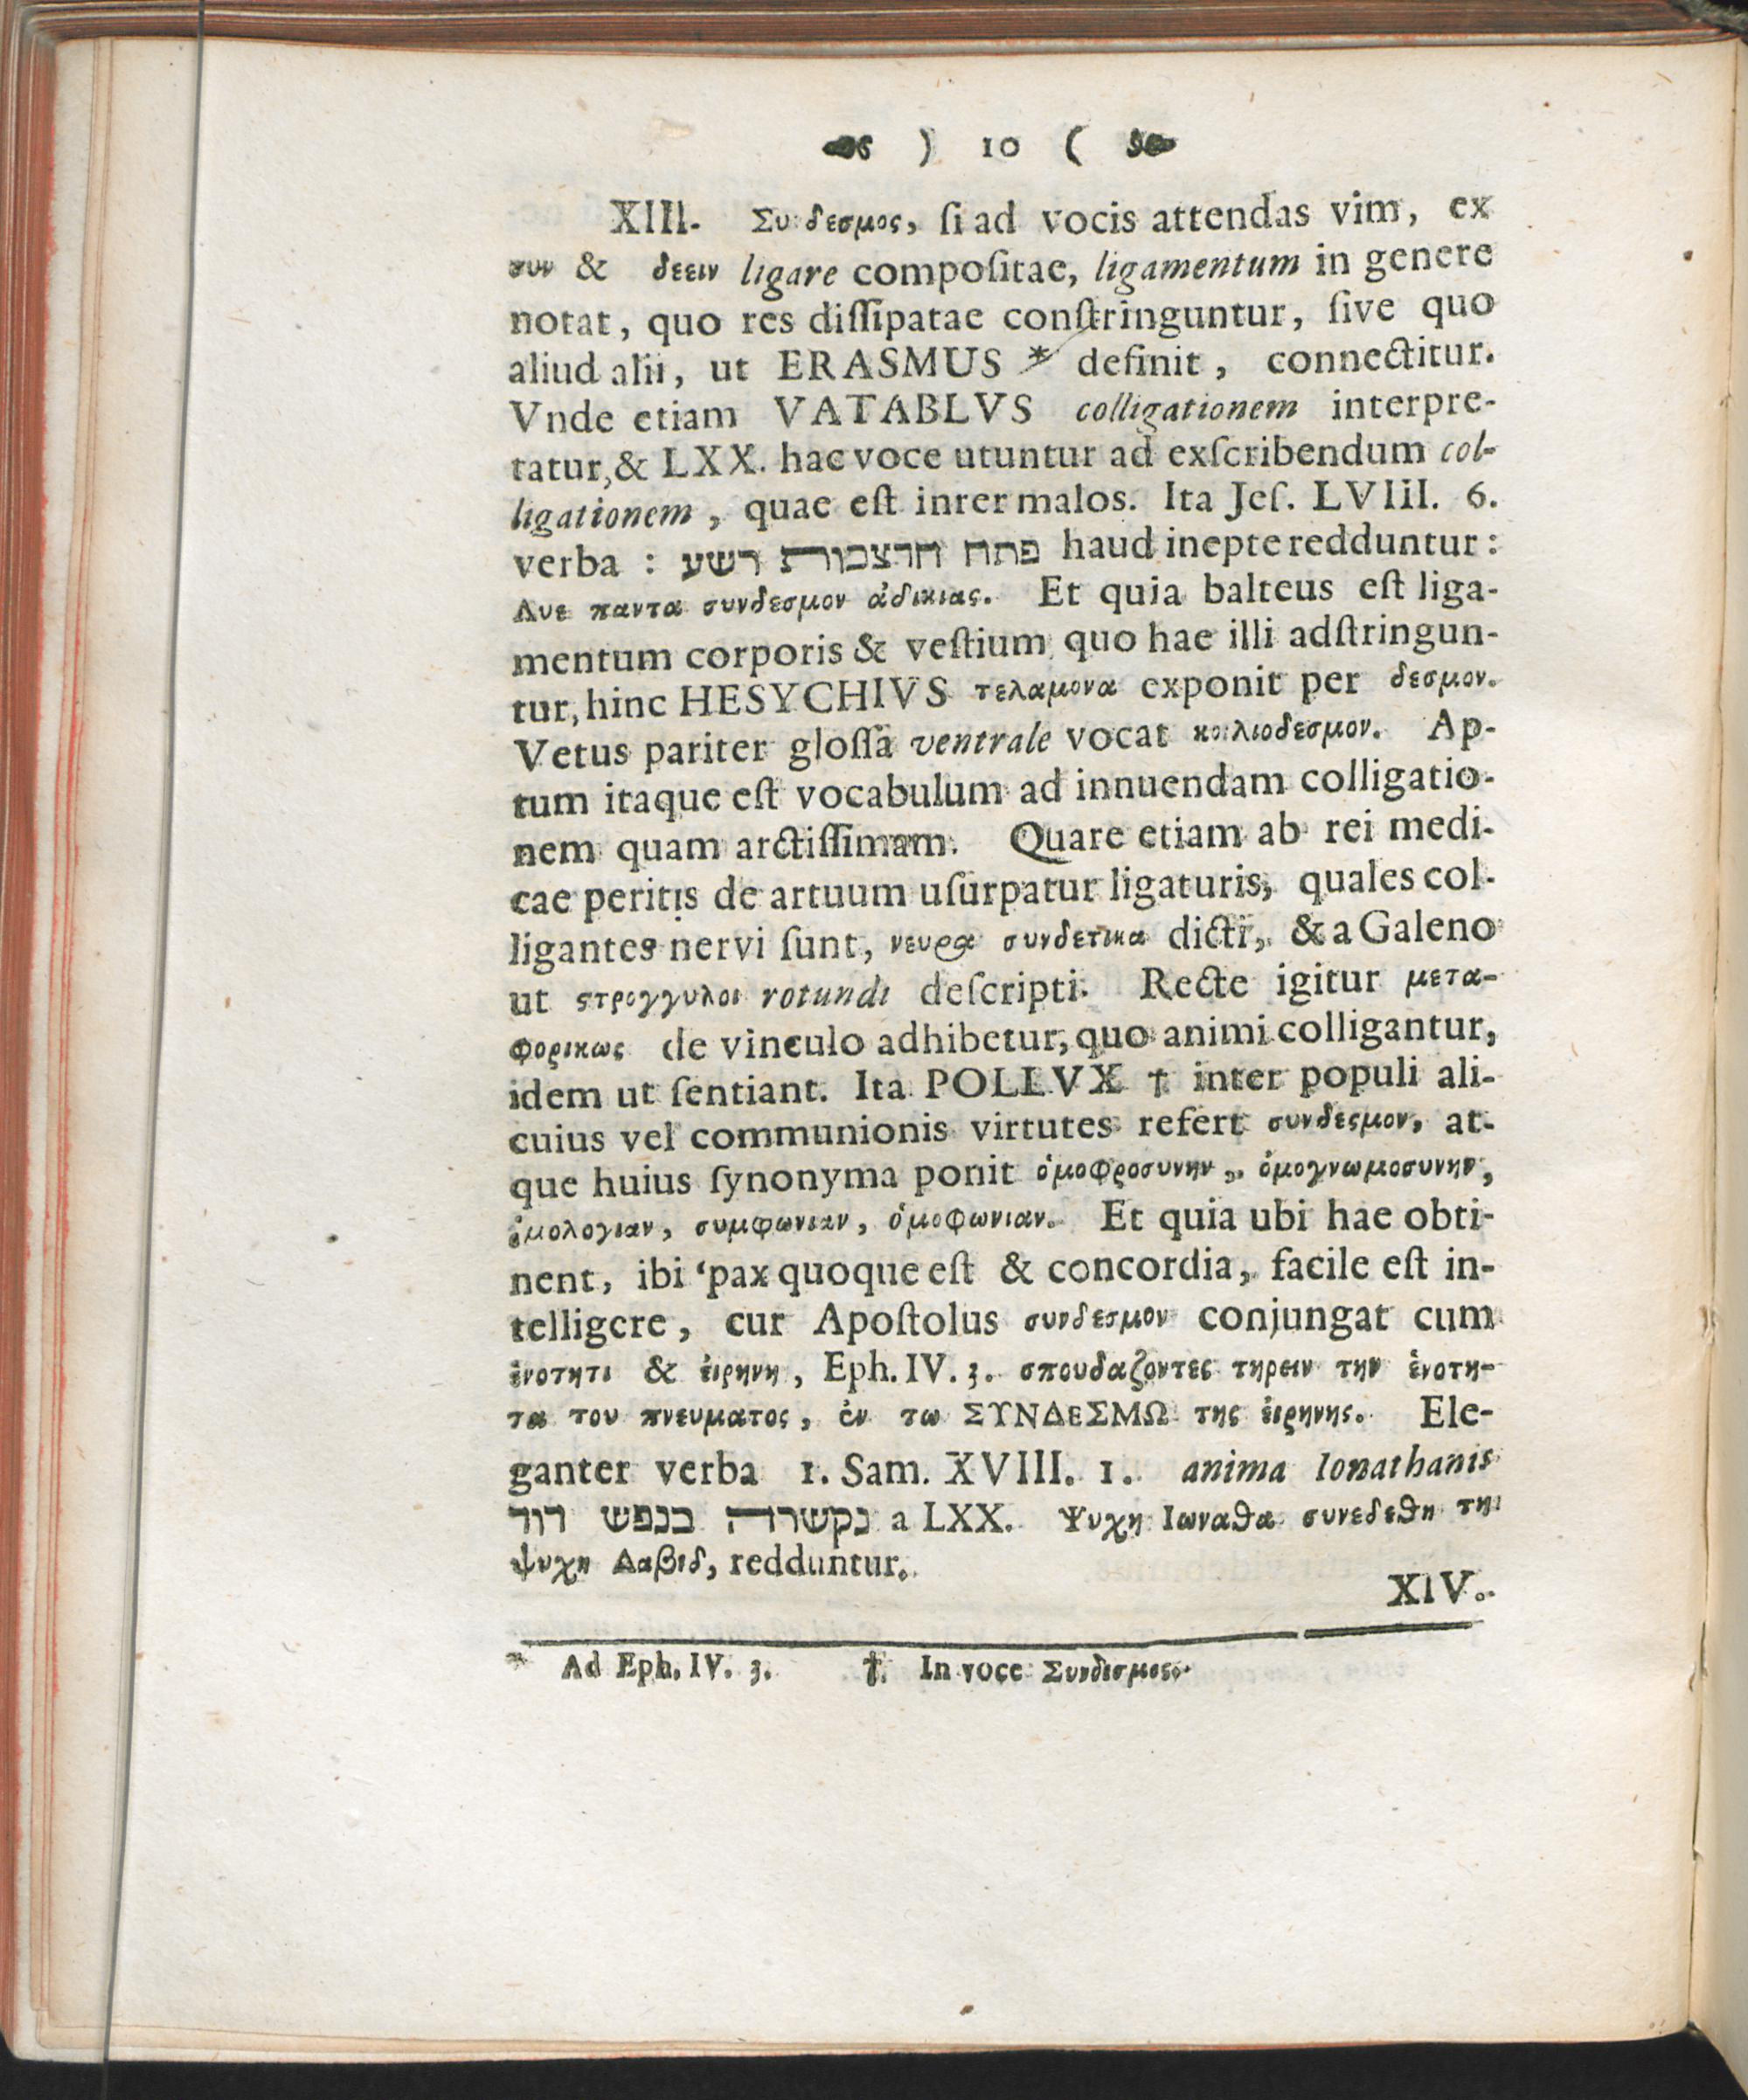 ) 10 (
XIII. Συνδεσμος, ſi ad vocis attendas vim, ex
συν & δεειν ligare compoſitae, ligamentum in genere
notat, quo res diſſipatae conſtringuntur, ſive quo
aliud alii, ut ERASMUS * definit, connectitur.
Vnde etiam VATABLVS colligationem interpre-
tatur, & LXX. hac voce utuntur ad exſcribendum col-
ligationem, quae eſt inter malos. Ita Jeſ. LVIII. 6.
verba : פתח חרצבות רשע haud inepte redduntur:
Λυε παντα συνδεσμον ἀδικιας. Et quia balteus eſt liga-
mentum corporis & veſtium quo hae illi adſtringun-
tur, hinc HESYCHIVS τελαμονα exponit per δεσμον.
Vetus pariter gloſſa ventrale vocat κοιλιοδεσμον. Ap-
tum itaque eſt vocabulum ad innuendam colligatio-
nem quam arctiſſimam. Quare etiam ab rei medi-
cae peritis de artuum uſurpatur ligaturis, quales col-
ligantes nervi ſunt, νευρα συνδετικα dicti, & a Galeno
ut ϛρογγυλοι rotundi deſcripti. Recte igitur μετα-
φορικως de vinculo adhibetur, quo animi colligantur,
idem ut ſentiant. Ita POLLVX † inter populi ali-
cuius vel communionis virtutes refert συνδεςμον, at-
que huius ſynonyma ponit ὁμοφροσυνην, ὁμογνωμοσυνην,
ὁμολογιαν, συμφωνιαν, ὁμοφωνιαν. Et quia ubi hae obti-
nent, ibi ‘pax quoque eſt & concordia, facile eſt in-
telligere, cur Apoſtolus συνδεσμον conjungat cum
ἑνοτητι & ἐιρηνη, Eph. IV. 3. σπουδαζοντες τηρειν την ἑνοτη-
τα του πνευματος, ἐν τω ΣΥΝΔΕΣΜΩ της ἐιρηνης. Ele-
ganter verba 1. Sam. XVIII. 1. anima Ionathanis
נקשרה בנפש דוד a LXX. Ψυχη Ιωναθα συνεδεθη τη
ψυχη Δαβιδ, redduntur.
XIV.
* Ad Eph. IV. 3. † In voce Συνδεσμος.